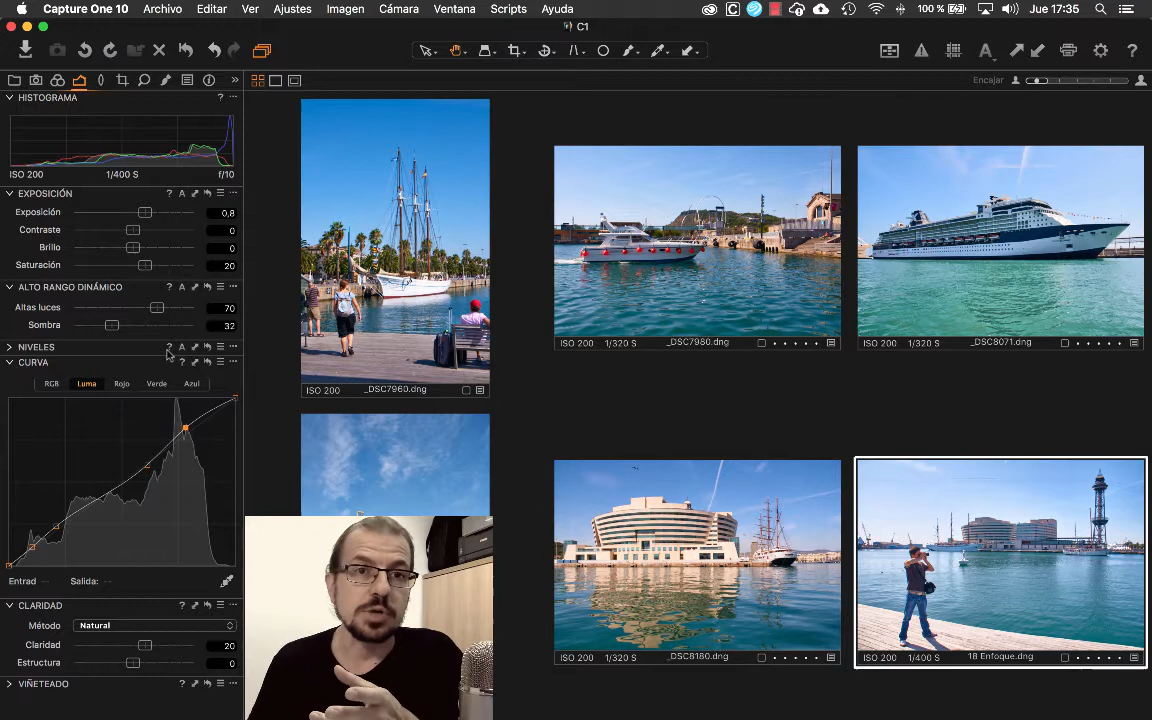 Capture One 10 Archivo Editar Ver Ajustes Imagen Cámara Ventana Scripts Ayuda 100 % Jue 17:35
C1
Encajar
HISTOGRAMA
ISO 200 1/400 S f/10
EXPOSICIÓN
Exposición 0,8
Contraste 0
Brillo 0
Saturación 20
ALTO RANGO DINÁMICO
Altas luces 70
Sombra 32
NIVELES
CURVA
RGB Luma Rojo Verde Azul
Entrad -- Salida: --
CLARIDAD
Método Natural
Claridad 20
Estructura 0
VIÑETEADO
ISO 200 _DSC7960.dng
ISO 200 1/320 S _DSC7980.dng
ISO 200 1/320 S _DSC8071.dng
ISO 200 1/320 S _DSC8180.dng
ISO 200 1/400 S 18 Enfoque.dng